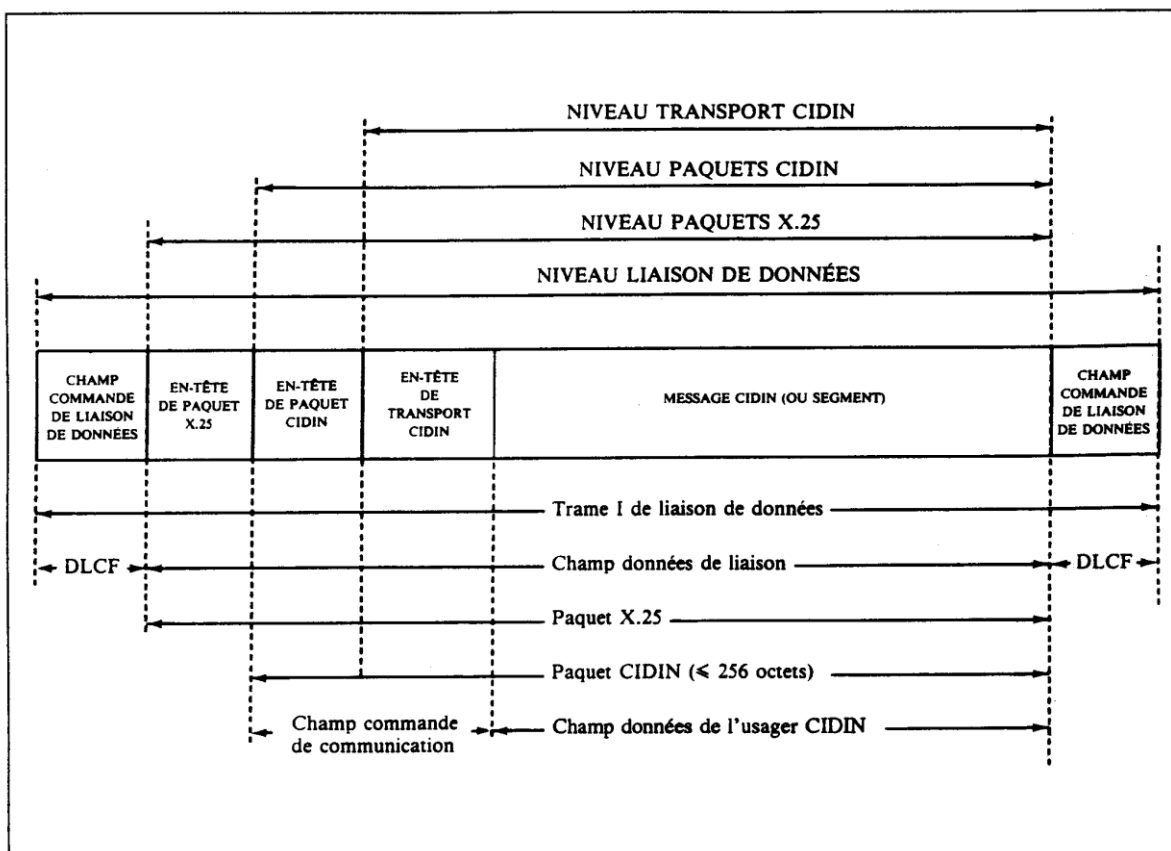 NIVEAU TRANSPORT CIDIN
NIVEAU PAQUETS CIDIN
NIVEAU PAQUETS X.25
NIVEAU LIAISON DE DONNÉES
CHAMP
COMMANDE
DE LIAISON
DE DONNÉES
EN-TÊTE
DE PAQUET
X.25
EN-TÊTE
DE PAQUET
CIDIN
EN-TÊTE
DE
TRANSPORT
CIDIN
MESSAGE CIDIN (OU SEGMENT)
CHAMP
COMMANDE
DE LIAISON
DE DONNÉES
Trame I de liaison de données
DLCF
Champ données de liaison
DLCF
Paquet X.25
Paquet CIDIN (⩽ 256 octets)
Champ commande
de communication
Champ données de l'usager CIDIN